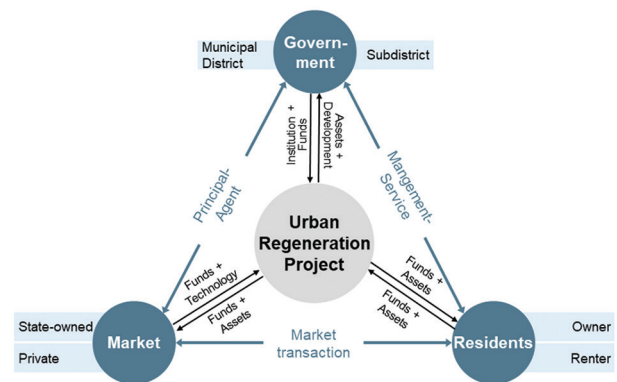 Municipal
District
Govern-
ment
Subdistrict
Institution +
Funds
Assets +
Development
Principal-
Agent
Mangement-
Service
Urban
Regeneration
Project
Funds +
Technology
Funds +
Assets
Funds +
Assets
Funds +
Assets
State-owned
Private
Market
Market
transaction
Residents
Owner
Renter